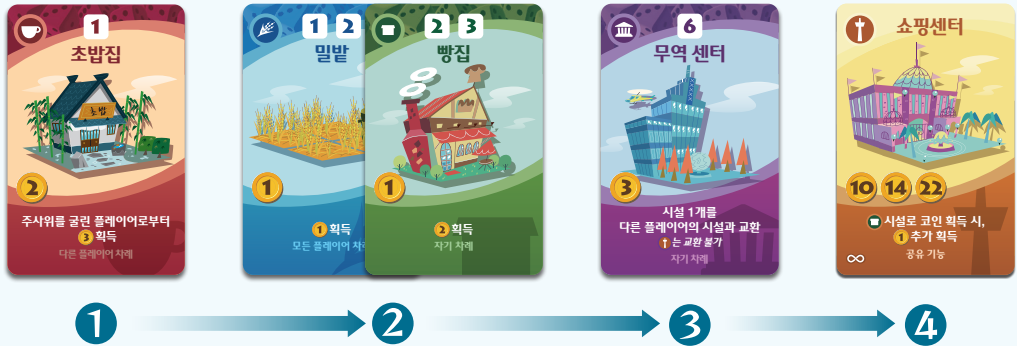 1
초밥집
초밥
2
주사위를 굴린 플레이어로부터
3 획득
다른 플레이어 차례
1 2
밀밭
1
1 획득
모든 플레이어 차례
2 3
빵집
1
2 획득
자기 차례
6
무역 센터
3
시설 1개를
다른 플레이어의 시설과 교환
는 교환 불가
자기 차례
쇼핑센터
10 14 22
시설로 코인 획득 시,
1 추가 획득
공유 기능
∞
1 2 3 4